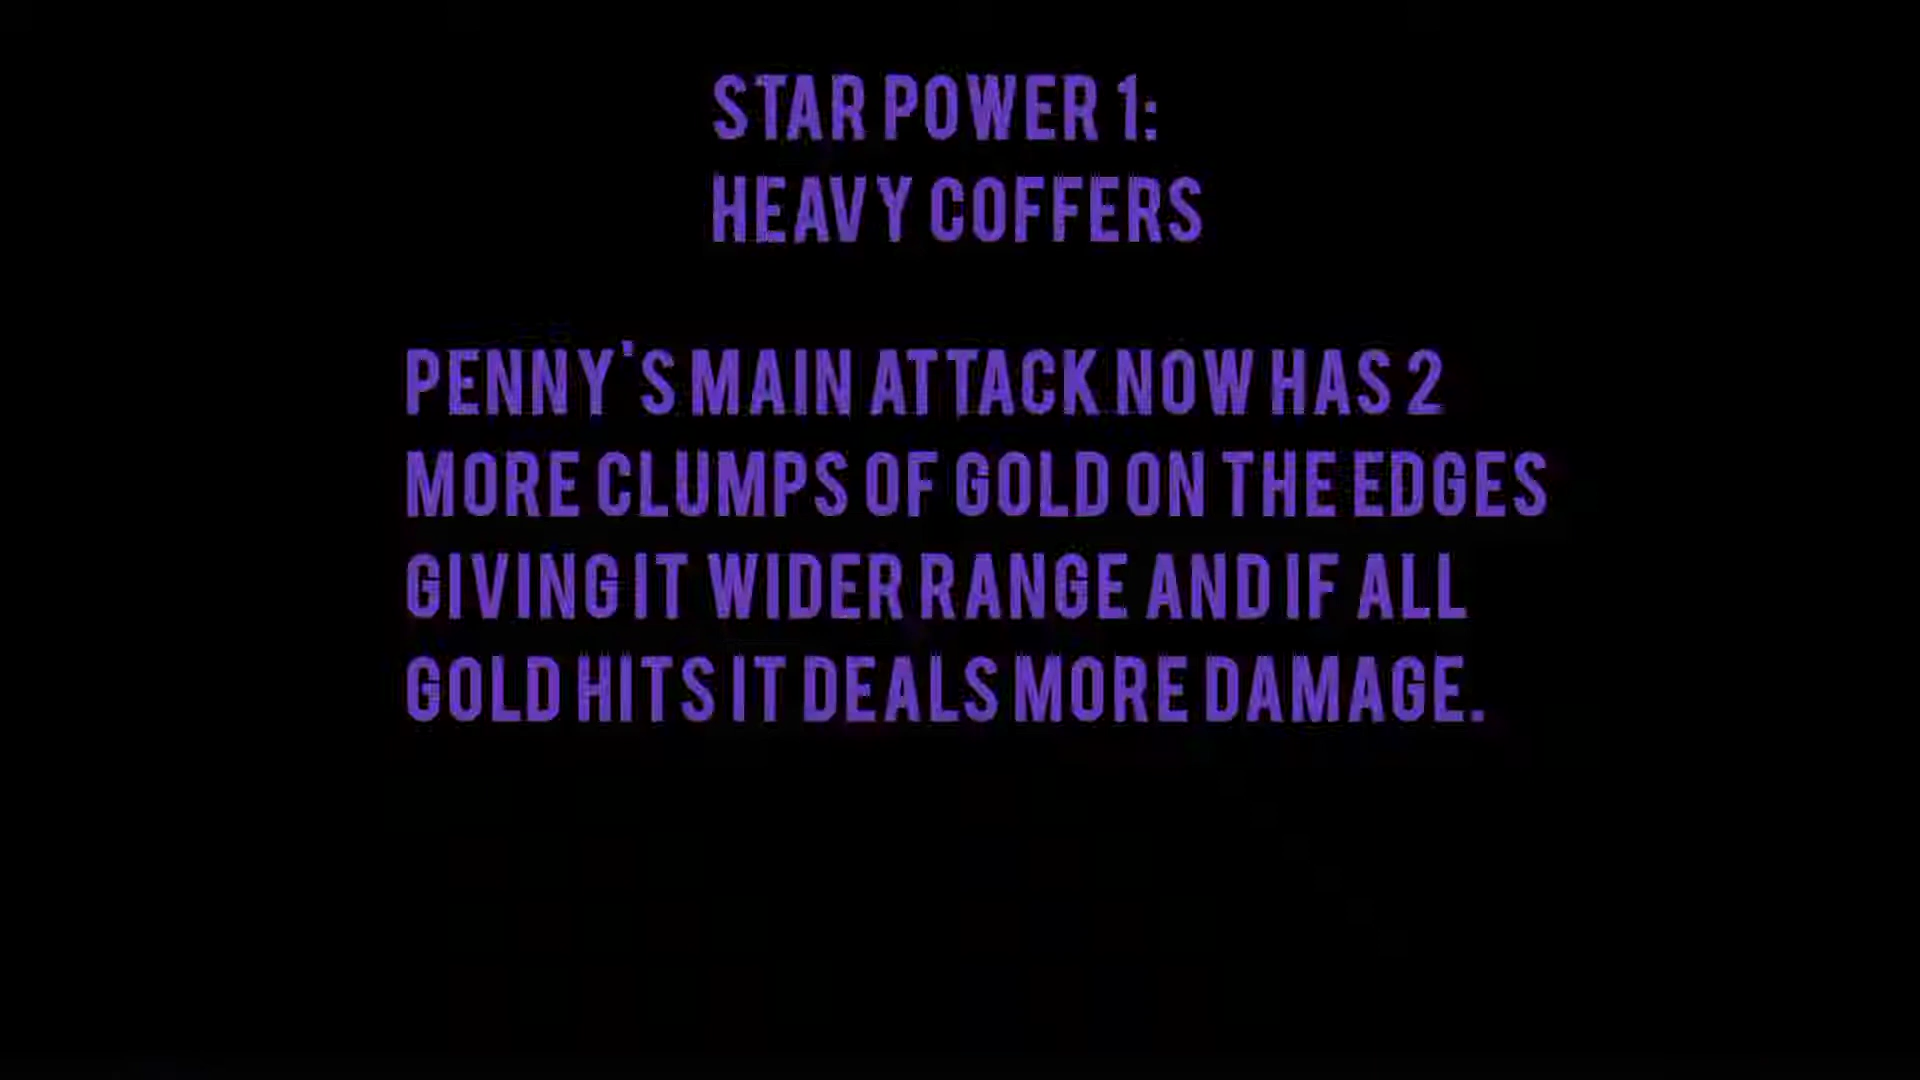 STAR POWER 1:
HEAVY COFFERS
PENNY'S MAIN ATTACK NOW HAS 2
MORE CLUMPS OF GOLD ON THE EDGES
GIVING IT WIDER RANGE AND IF ALL
GOLD HITS IT DEALS MORE DAMAGE.